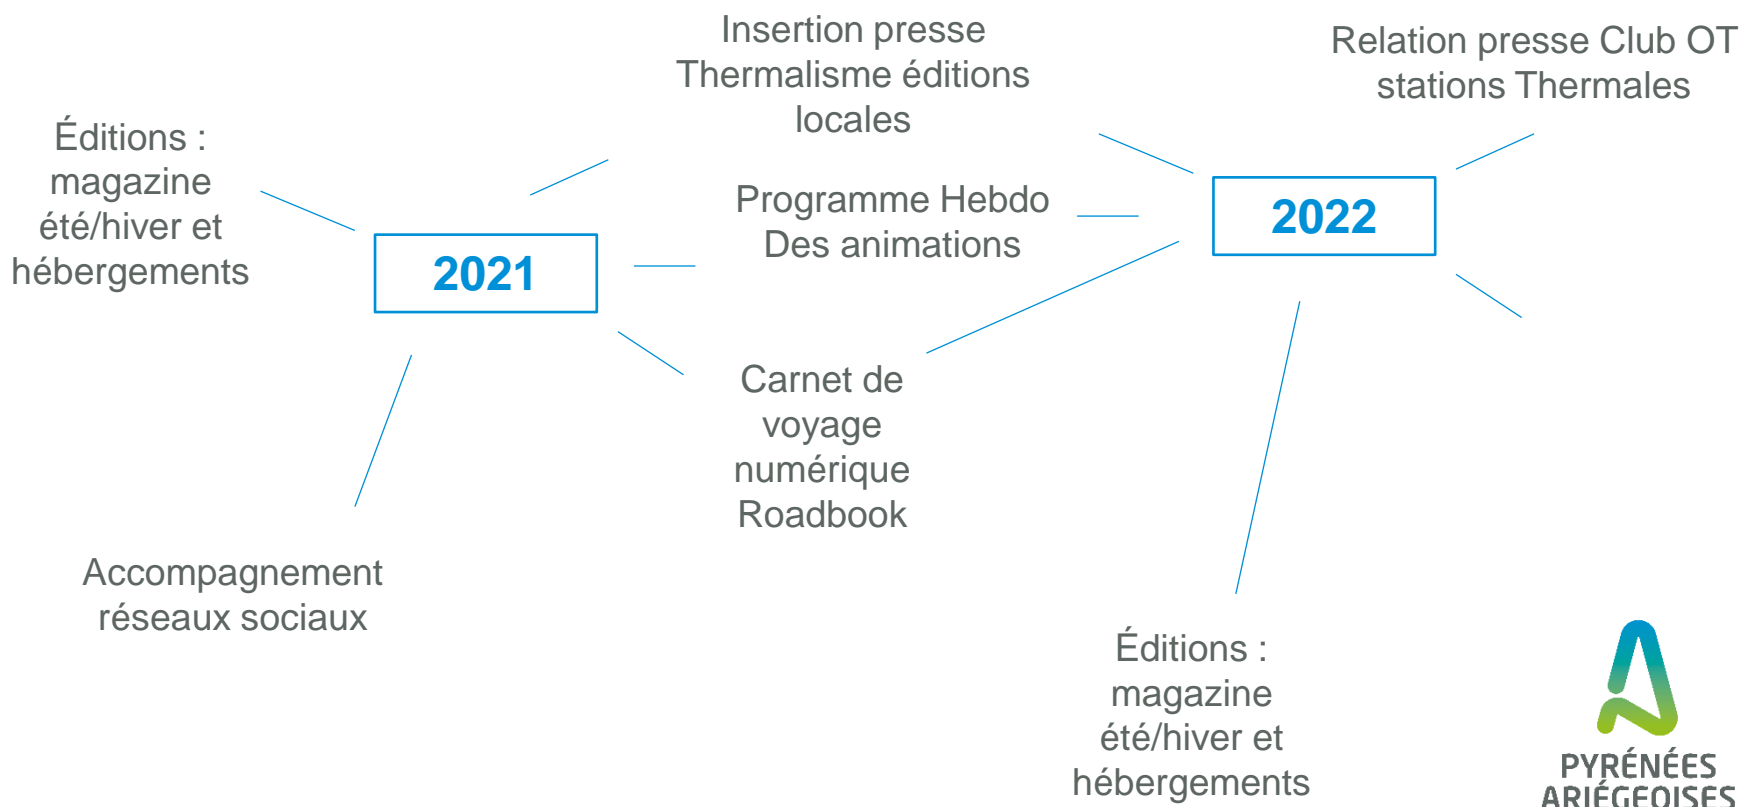 Insertion presse
Thermalisme éditions
locales
Relation presse Club OT
stations Thermales
Éditions :
magazine
été/hiver et
hébergements
Programme Hebdo
Des animations
2022
2021
Carnet de
voyage
numérique
Roadbook
Accompagnement
réseaux sociaux
Éditions :
magazine
été/hiver et
hébergements
PYRÉNÉES
ARIÉGEOISES